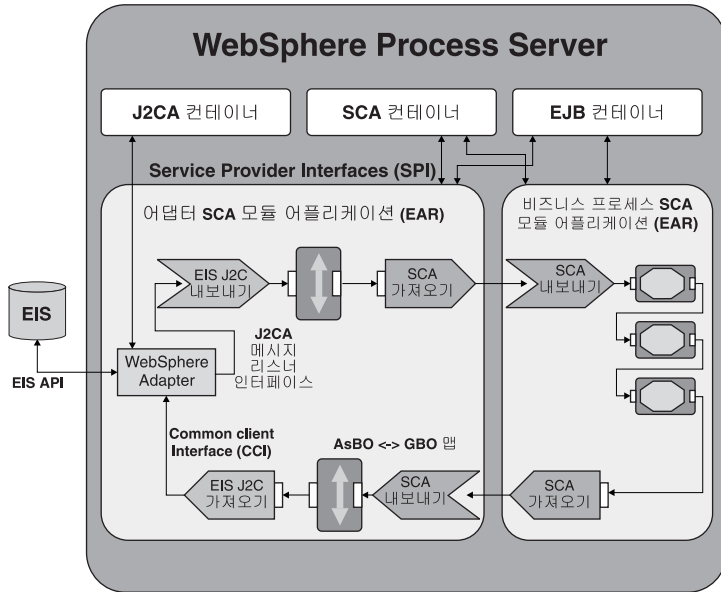 WebSphere Process Server
J2CA 컨테이너
SCA 컨테이너
EJB 컨테이너
Service Provider Interfaces (SPI)
어댑터 SCA 모듈 어플리케이션 (EAR)
비즈니스 프로세스 SCA
모듈 어플리케이션 (EAR)
EIS J2C
내보내기
SCA
가져오기
SCA
내보내기
EIS
EIS API
WebSphere
Adapter
J2CA
메시지
리스너
인터페이스
Common client
Interface (CCI)
AsBO <-> GBO 맵
EIS J2C
가져오기
SCA
내보내기
SCA
가져오기